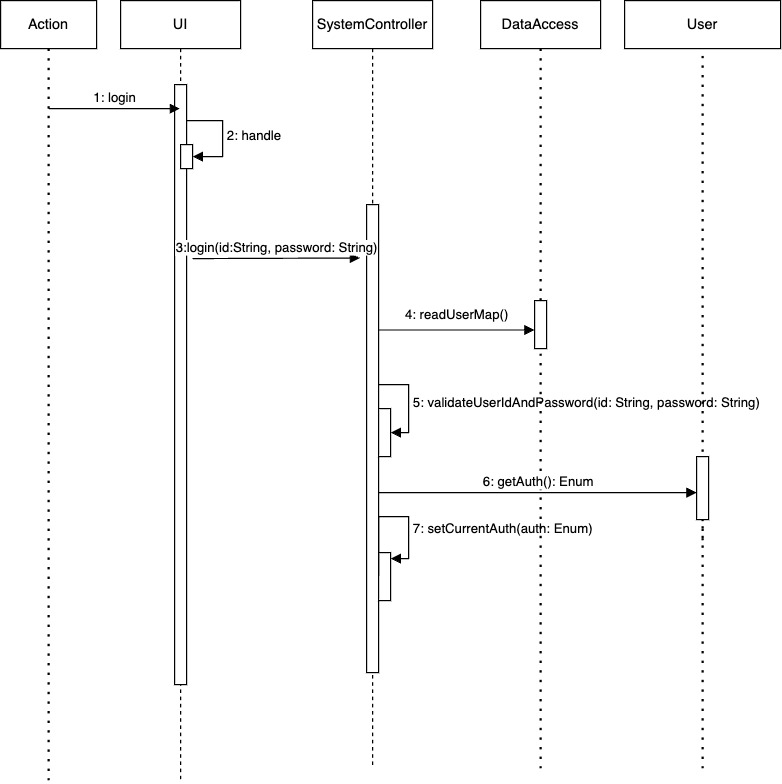 Action
UI
SystemController
DataAccess
User
1: login
2: handle
3:login(id:String, password: String)
4: readUserMap()
5: validateUserIdAndPassword(id: String, password: String)
6: getAuth(): Enum
7: setCurrentAuth(auth: Enum)